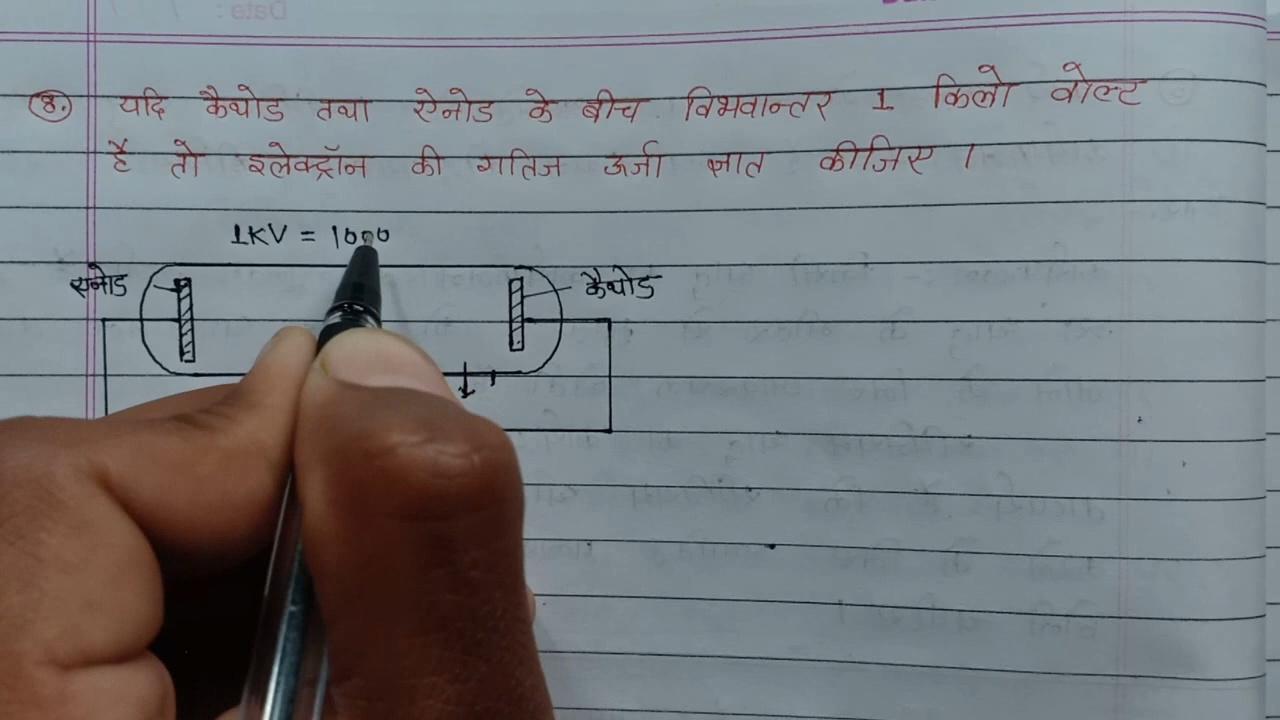 8. यदि कैथोड तथा ऐनोड के बीच विभवान्तर 1 किलो वोल्ट
है तो इलेक्ट्रॉन की गतिज ऊर्जा ज्ञात कीजिए ।
1KV = 1000
एनोड
कैथोड